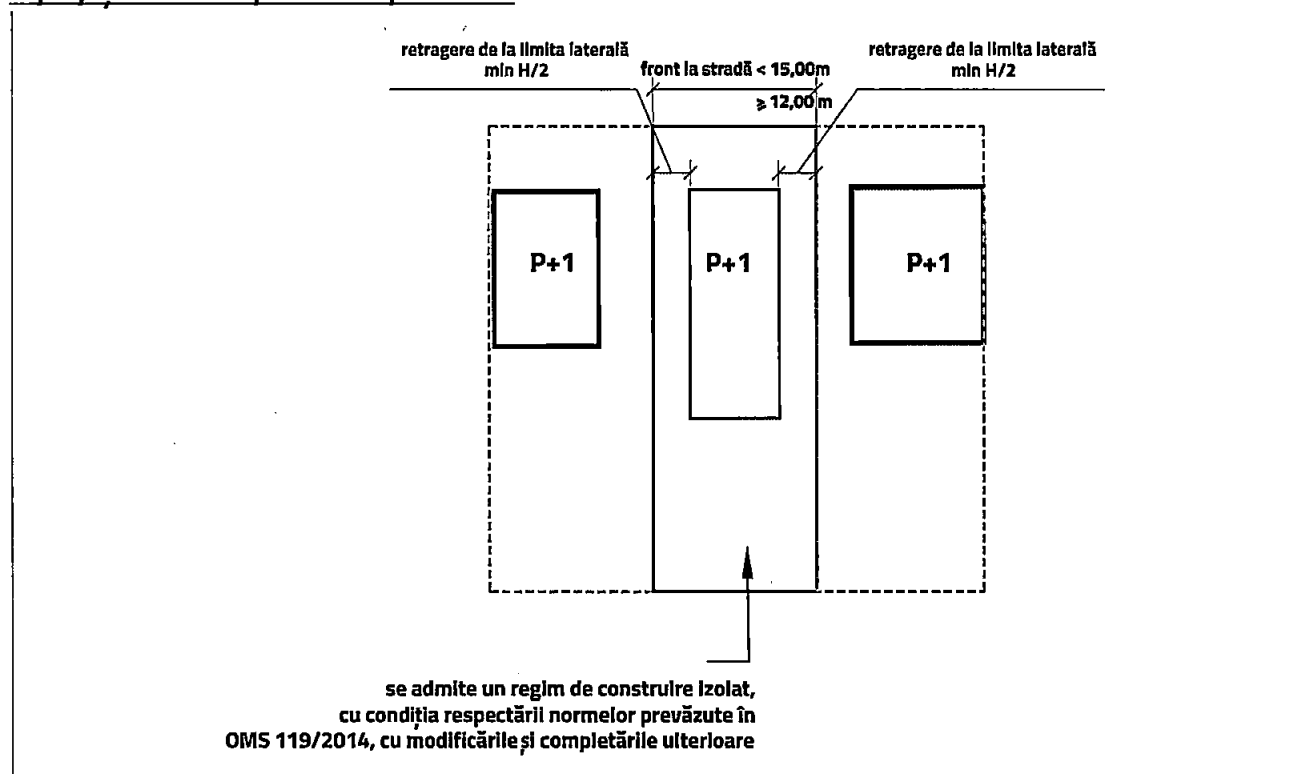 retragere de la limita laterală
min H/2
front la stradă < 15,00m
⩾ 12,00 m
retragere de la limita laterală
min H/2
P+1
P+1
P+1
se admite un regim de construire izolat,
cu condiția respectării normelor prevăzute în
OMS 119/2014, cu modificările și completările ulterioare